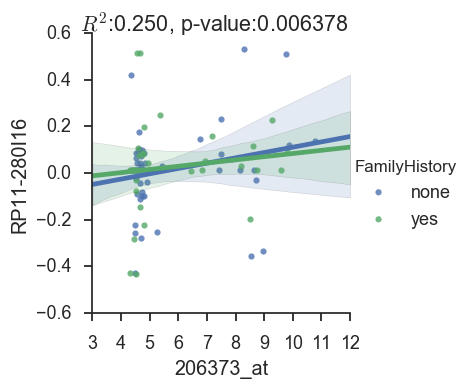 R²:0.250, p-value:0.006378
0.6
0.4
0.2
0.0
−0.2
−0.4
−0.6
RP11-280I16
3 4 5 6 7 8 9 10 11 12
206373_at
FamilyHistory
none
yes